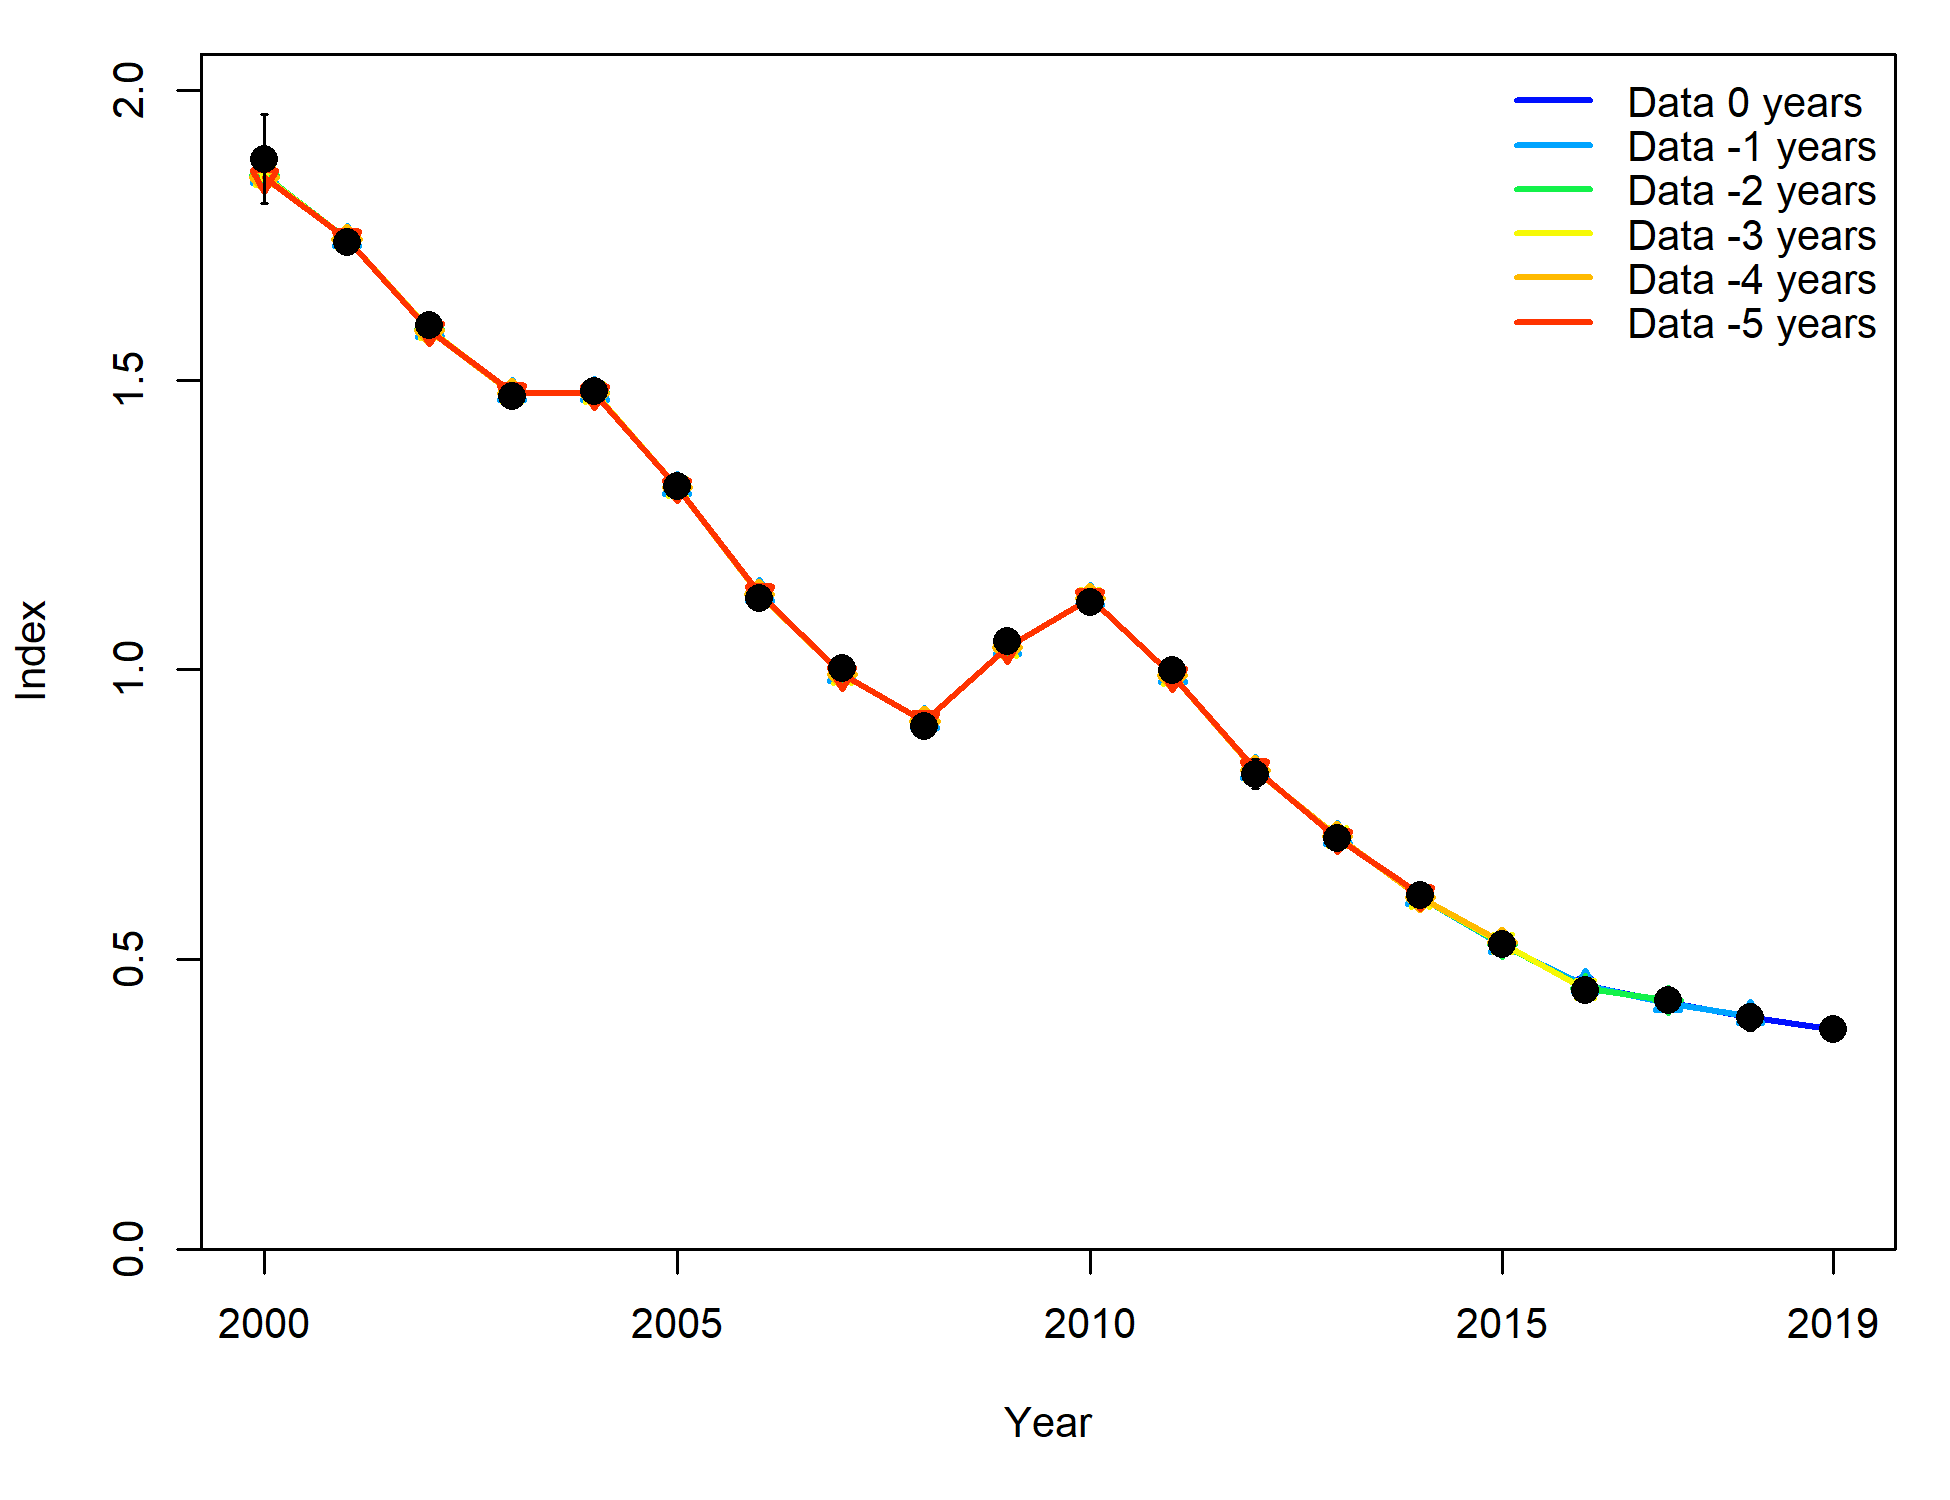 Data 0 years
Data -1 years
Data -2 years
Data -3 years
Data -4 years
Data -5 years
2.0
1.5
1.0
0.5
0.0
Index
2000 2005 2010 2015 2019
Year